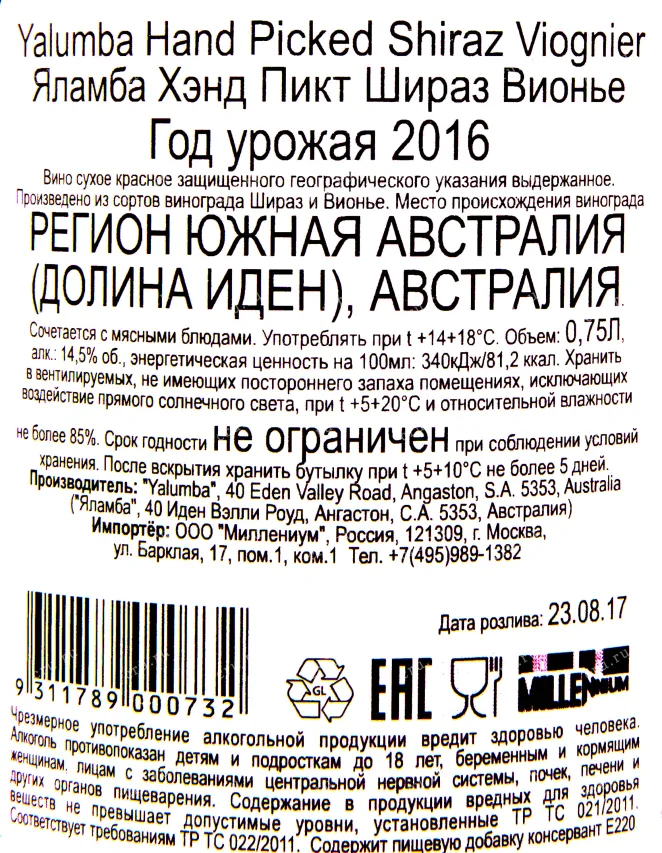 Yalumba Hand Picked Shiraz Viognier
Яламба Хэнд Пикт Шираз Вионье
Год урожая 2016
Вино сухое красное защищенного географического указания выдержанное.
Произведено из сортов винограда Шираз и Вионье. Место происхождения винограда
РЕГИОН ЮЖНАЯ АВСТРАЛИЯ
(ДОЛИНА ИДЕН), АВСТРАЛИЯ.
Сочетается с мясными блюдами. Употреблять при t +14+18°С. Объем: 0,75Л,
алк.: 14,5% об., энергетическая ценность на 100мл: 340кДж/81,2 ккал. Хранить
в вентилируемых, не имеющих постороннего запаха помещениях, исключающих
воздействие прямого солнечного света, при t +5+20°С и относительной влажности
не более 85%. Срок годности не ограничен при соблюдении условий
хранения. После вскрытия хранить бутылку при t +5+10°С не более 5 дней.
Производитель: "Yalumba", 40 Eden Valley Road, Angaston, S.A. 5353, Australia
("Яламба", 40 Иден Вэлли Роуд, Ангастон, С.А. 5353, Австралия)
Импортёр: ООО "Миллениум", Россия, 121309, г. Москва,
ул. Барклая, 17, пом.1, ком.1 Тел. +7(495)989-1382
Дата розлива: 23.08.17
9 311789 000732
GL
EAC
MILLENNIUM
Чрезмерное употребление алкогольной продукции вредит здоровью человека.
Алкоголь противопоказан детям и подросткам до 18 лет, беременным и кормящим
женщинам, лицам с заболеваниями центральной нервной системы, почек, печени и
других органов пищеварения. Содержание в продукции вредных для здоровья
веществ не превышает допустимые уровни, установленные ТР ТС 021/2011.
Соответствует требованиям ТР ТС 022/2011. Содержит пищевую добавку консервант Е220